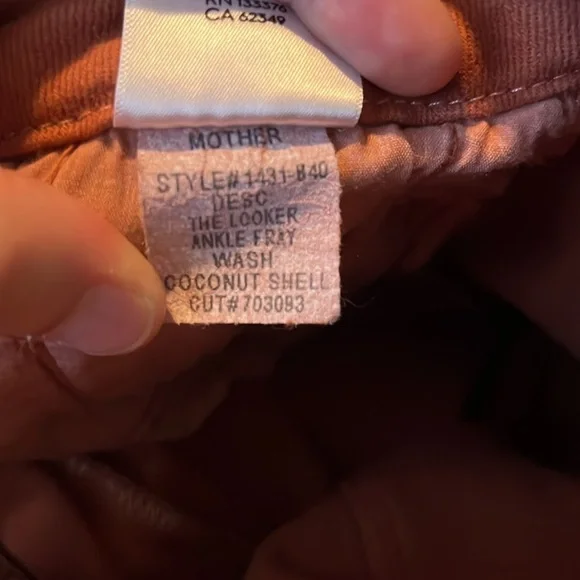 RN 133376
CA 62349
MOTHER
STYLE# 1431-840
DESC
THE LOOKER
ANKLE FRAY
WASH
COCONUT SHELL
CUT#703093